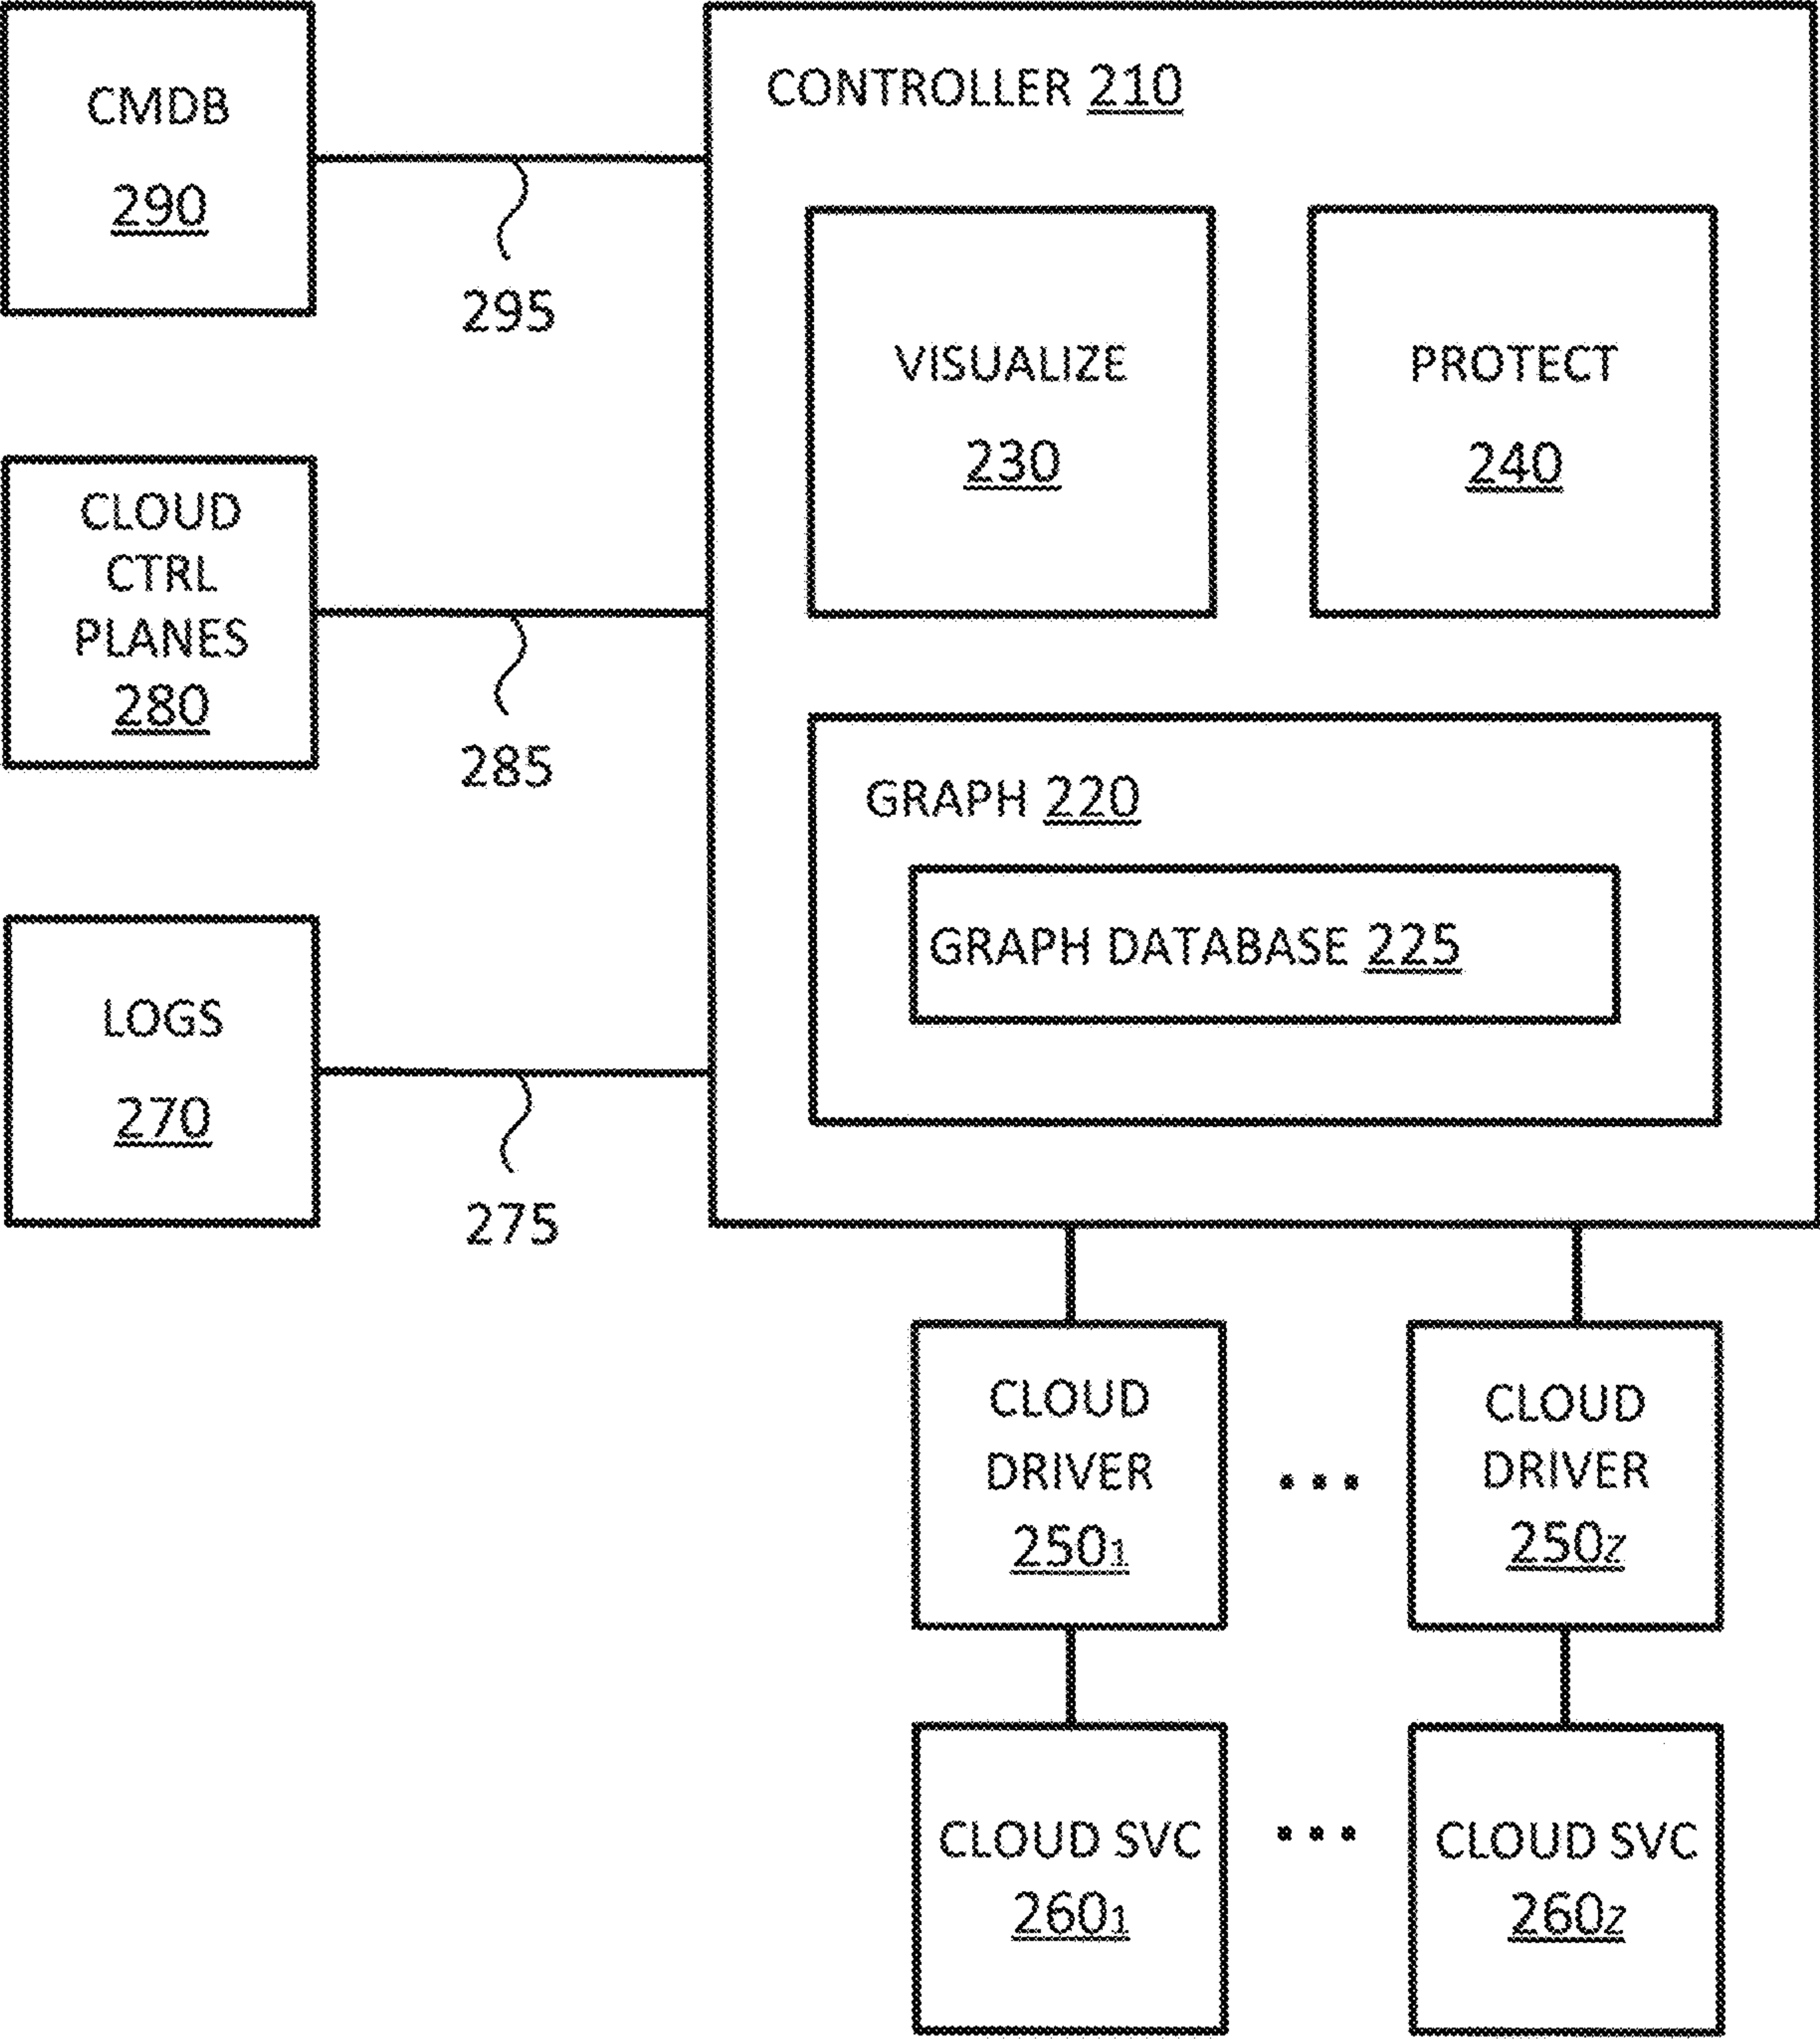 CMDB
290
295
CLOUD
CTRL
PLANES
280
285
LOGS
270
275
CONTROLLER 210
VISUALIZE
230
PROTECT
240
GRAPH 220
GRAPH DATABASE 225
CLOUD
DRIVER
250₁
...
CLOUD
DRIVER
250Z
CLOUD SVC
260₁
...
CLOUD SVC
260Z